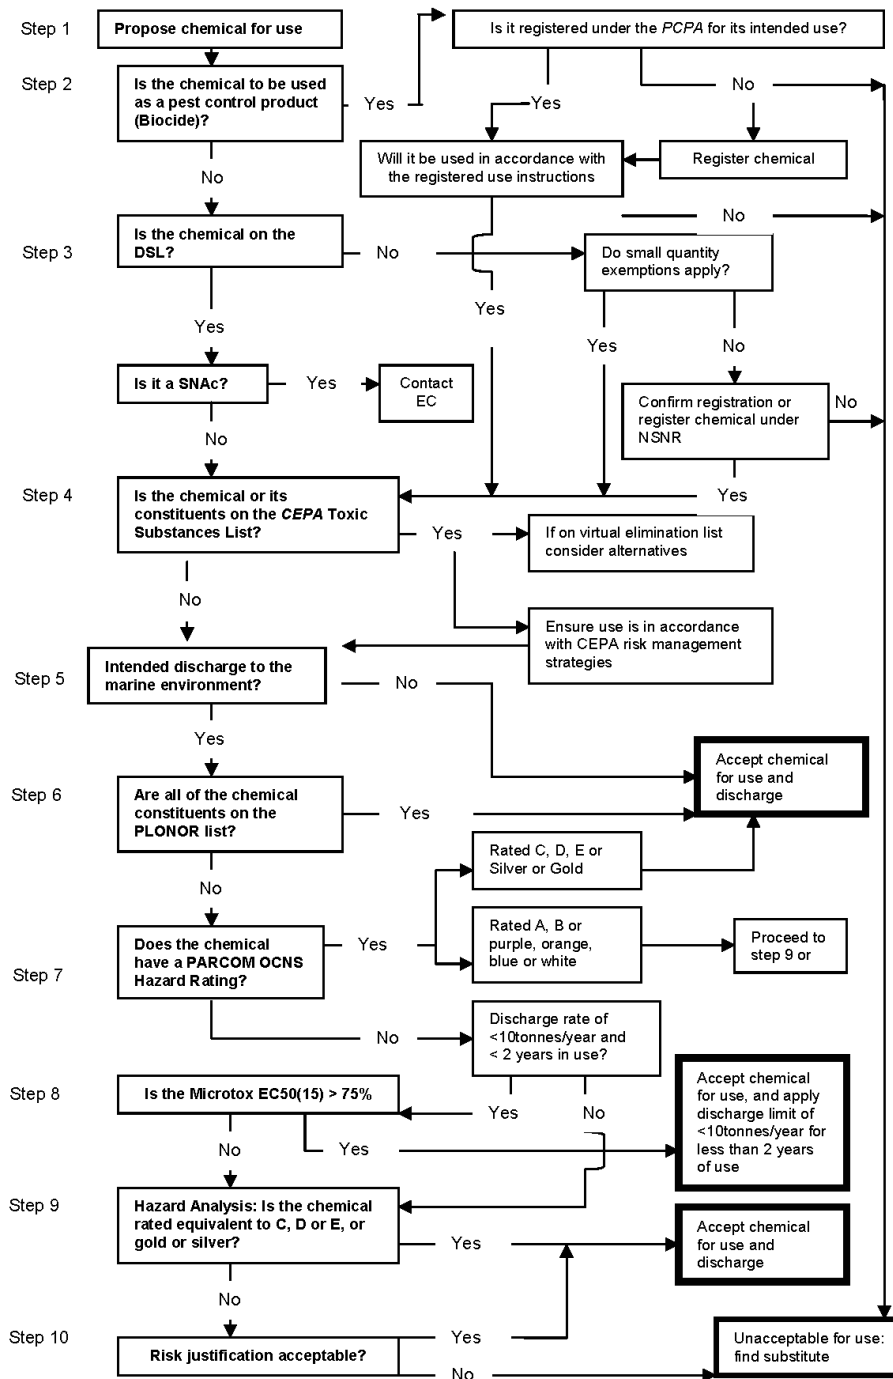 Step 1
Propose chemical for use
Is it registered under the PCPA for its intended use?
Step 2
Is the chemical to be used
as a pest control product
(Biocide)?
Yes
Yes
No
Will it be used in accordance with
the registered use instructions
Register chemical
No
No
Step 3
Is the chemical on the
DSL?
No
Do small quantity
exemptions apply?
Yes
Yes
Yes
No
Is it a SNAc?
Yes
Contact
EC
Confirm registration or
register chemical under
NSNR
No
No
Yes
Step 4
Is the chemical or its
constituents on the CEPA Toxic
Substances List?
Yes
If on virtual elimination list
consider alternatives
No
Ensure use is in accordance
with CEPA risk management
strategies
Step 5
Intended discharge to the
marine environment?
No
Yes
Accept chemical
for use and
discharge
Step 6
Are all of the chemical
constituents on the
PLONOR list?
Yes
No
Rated C, D, E or
Silver or Gold
Step 7
Does the chemical
have a PARCOM OCNS
Hazard Rating?
Yes
Rated A, B or
purple, orange,
blue or white
Proceed to
step 9 or
No
Discharge rate of
<10tonnes/year and
< 2 years in use?
Step 8
Is the Microtox EC50(15) > 75%
Yes
No
Accept chemical
for use, and apply
discharge limit of
<10tonnes/year for
less than 2 years
of use
No
Yes
Step 9
Hazard Analysis: Is the chemical
rated equivalent to C, D or E, or
gold or silver?
Yes
Accept chemical
for use and
discharge
No
Step 10
Risk justification acceptable?
Yes
No
Unacceptable for use:
find substitute